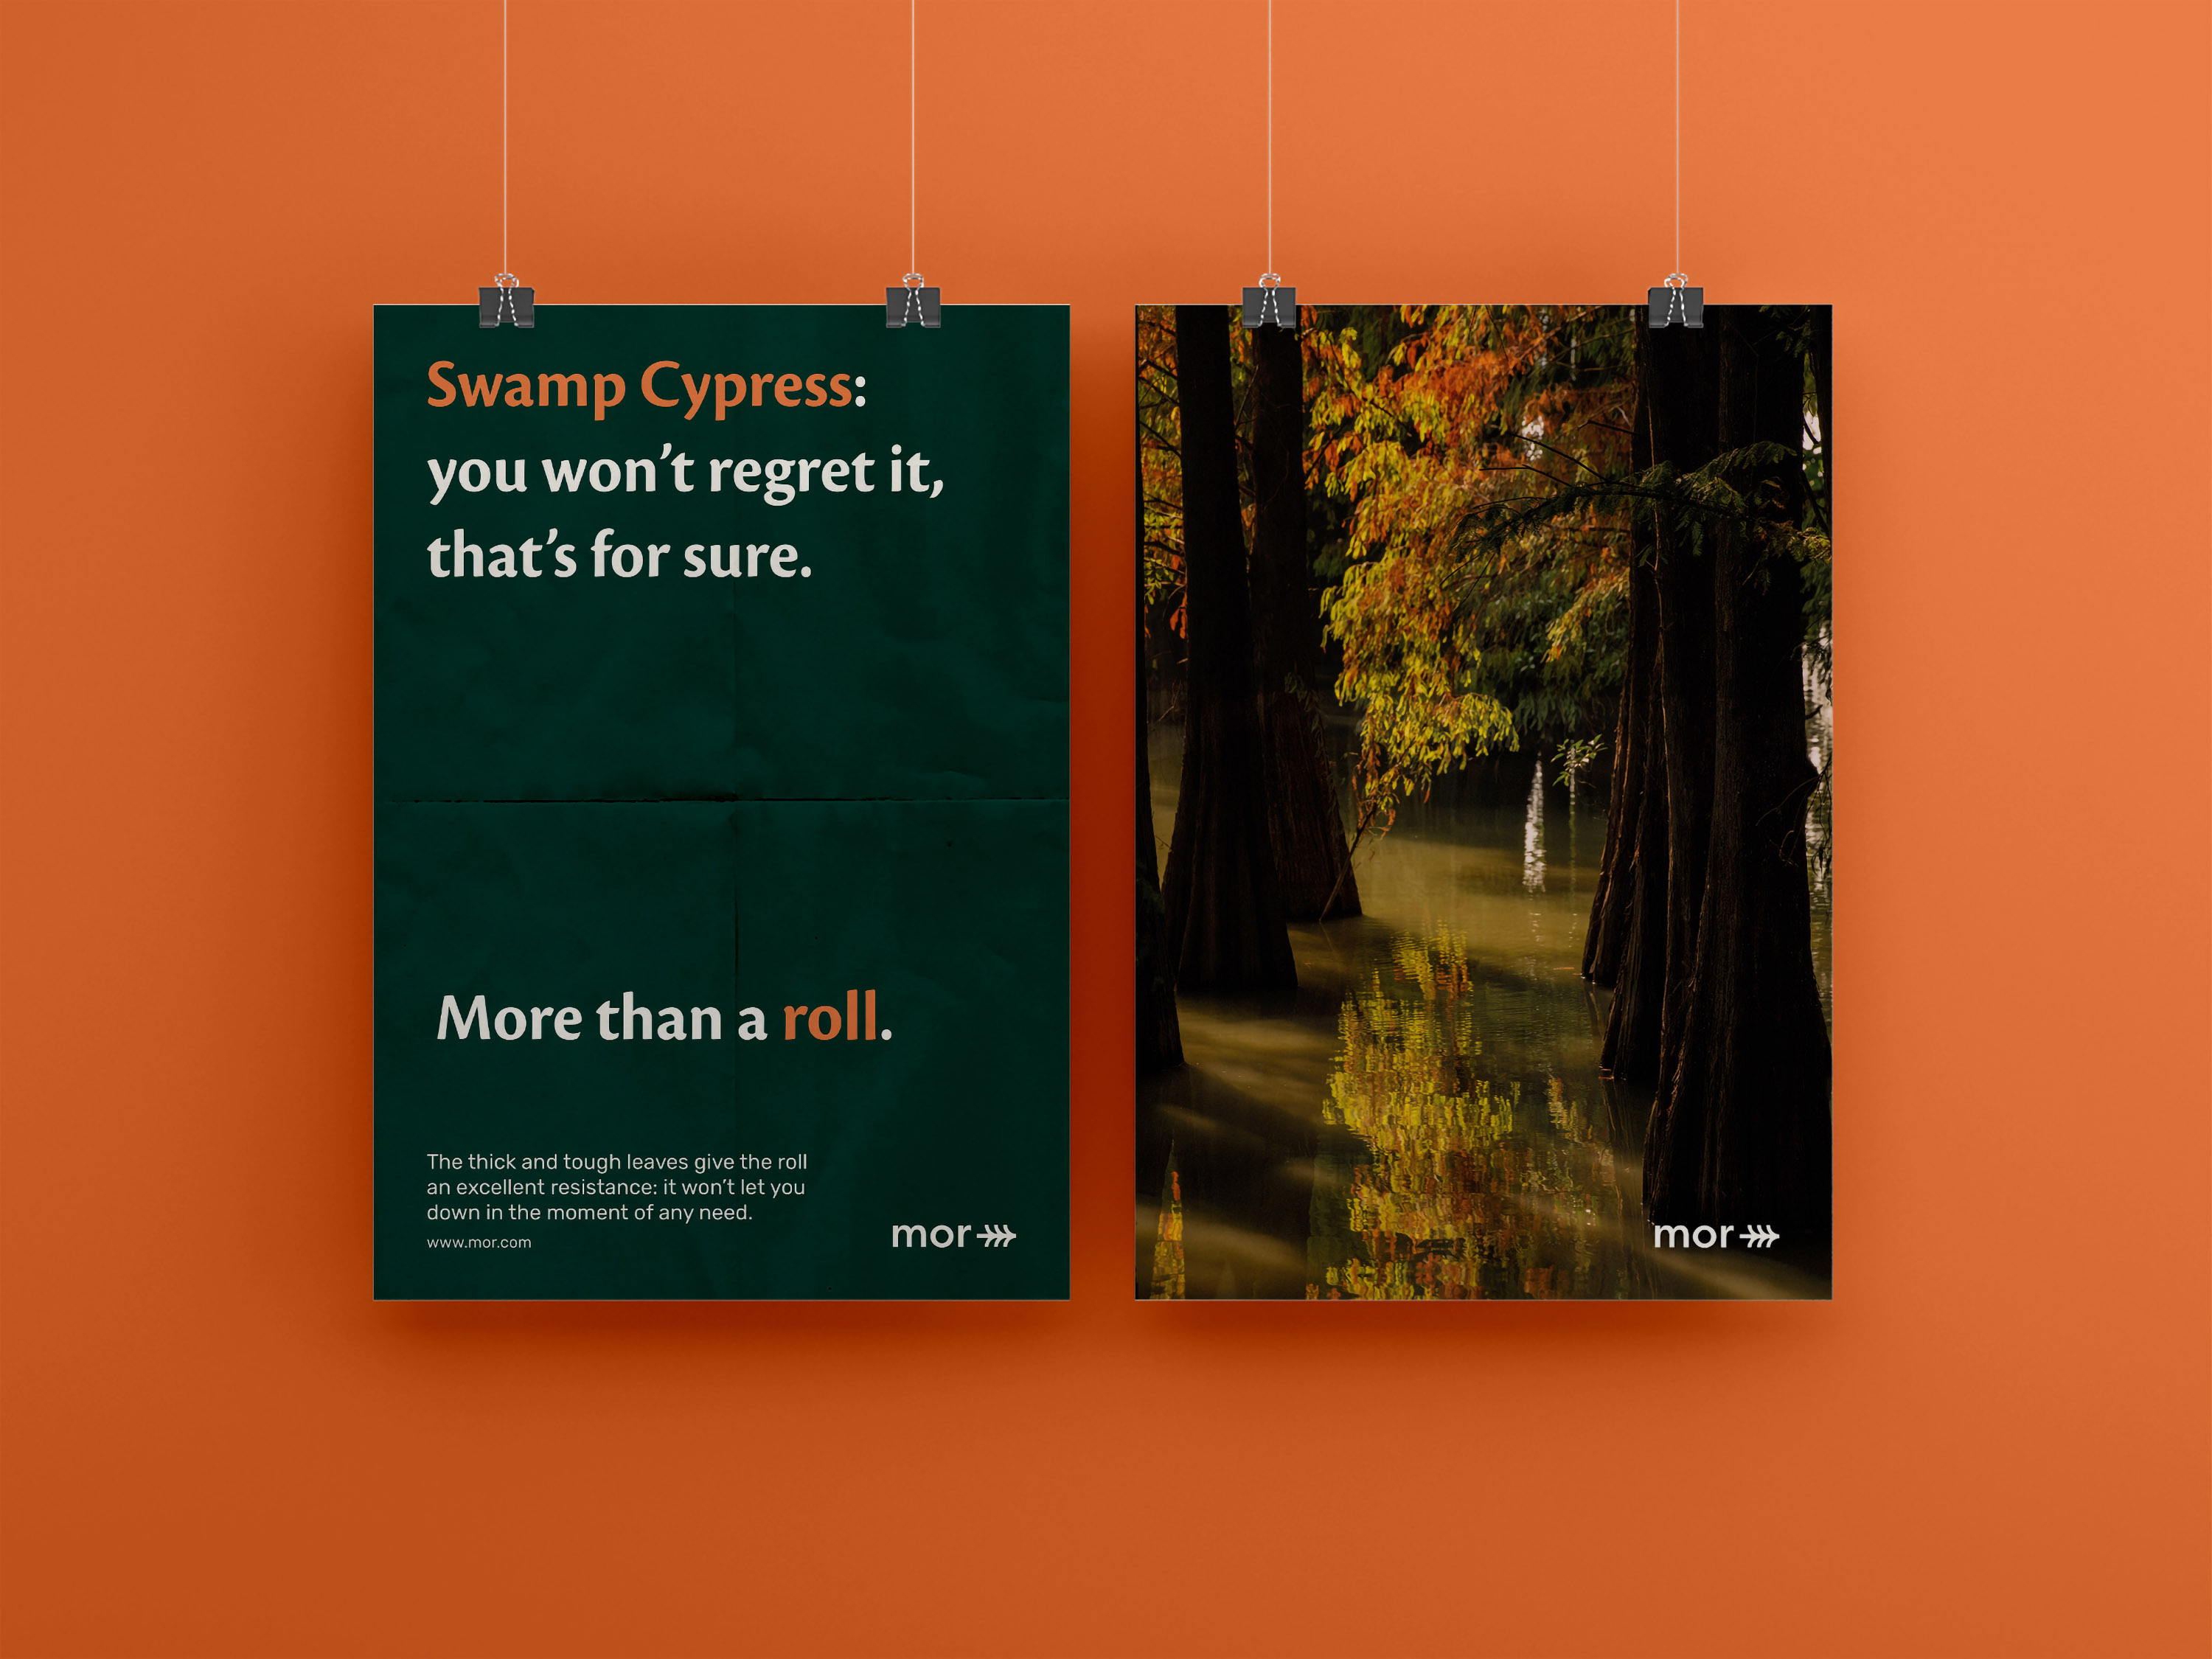 Swamp Cypress:
you won’t regret it,
that’s for sure.
More than a roll.
The thick and tough leaves give the roll
an excellent resistance: it won’t let you
down in the moment of any need.
www.mor.com
mor
mor